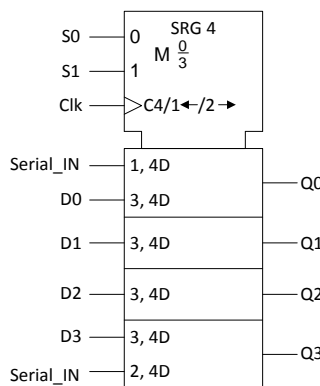 SRG 4
S0 0 M 0/3
S1 1
Clk C4/1←/2→
Serial_IN 1, 4D
Q0
D0 3, 4D
D1 3, 4D Q1
D2 3, 4D Q2
D3 3, 4D
Q3
Serial_IN 2, 4D